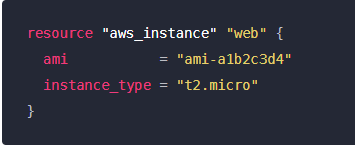 resource "aws_instance" "web" {
  ami           = "ami-a1b2c3d4"
  instance_type = "t2.micro"
}